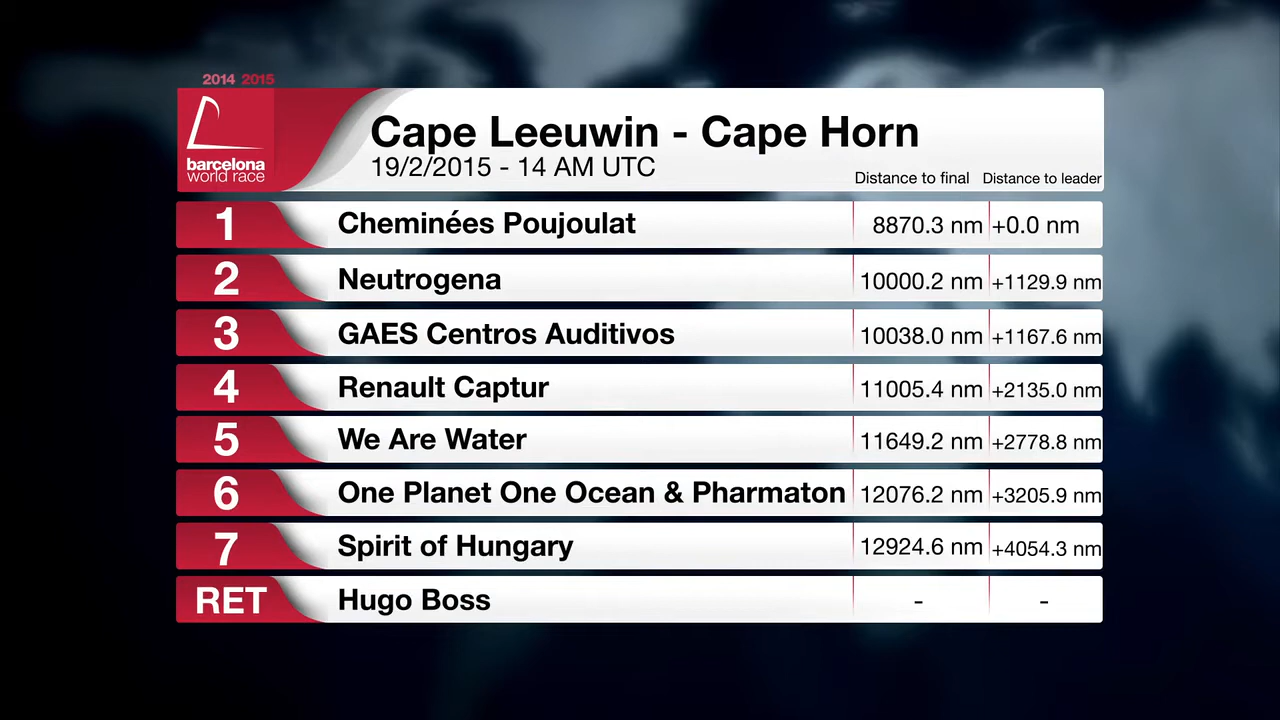 2014 2015
barcelona
world race
Cape Leeuwin - Cape Horn
19/2/2015 - 14 AM UTC
Distance to final Distance to leader
1 Cheminées Poujoulat 8870.3 nm +0.0 nm
2 Neutrogena 10000.2 nm +1129.9 nm
3 GAES Centros Auditivos 10038.0 nm +1167.6 nm
4 Renault Captur 11005.4 nm +2135.0 nm
5 We Are Water 11649.2 nm +2778.8 nm
6 One Planet One Ocean & Pharmaton 12076.2 nm +3205.9 nm
7 Spirit of Hungary 12924.6 nm +4054.3 nm
RET Hugo Boss - -